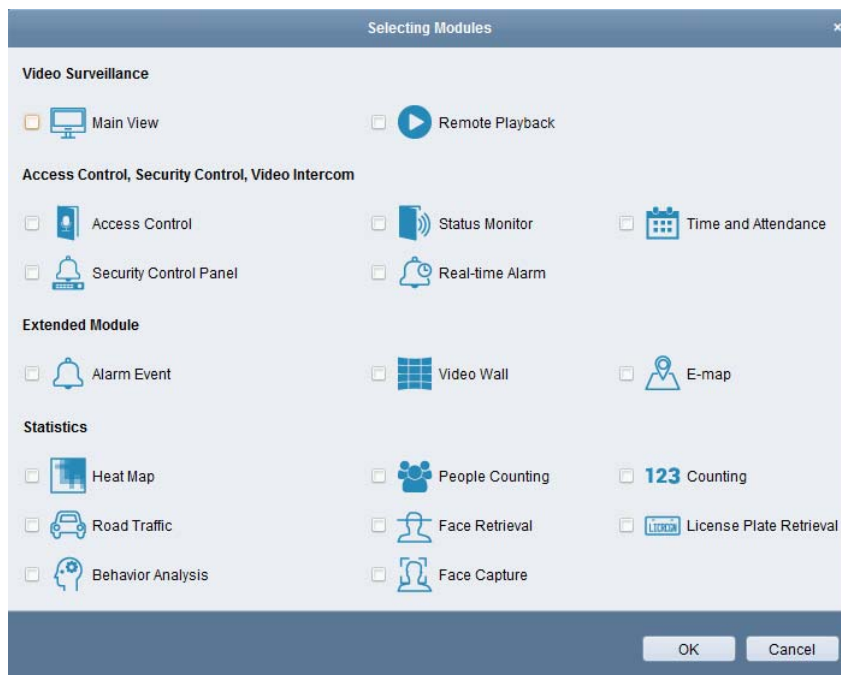 Selecting Modules ×
Video Surveillance
Main View Remote Playback
Access Control, Security Control, Video Intercom
Access Control Status Monitor Time and Attendance
Security Control Panel Real-time Alarm
Extended Module
Alarm Event Video Wall E-map
Statistics
Heat Map People Counting 123 Counting
Road Traffic Face Retrieval License Plate Retrieval
Behavior Analysis Face Capture
OK Cancel